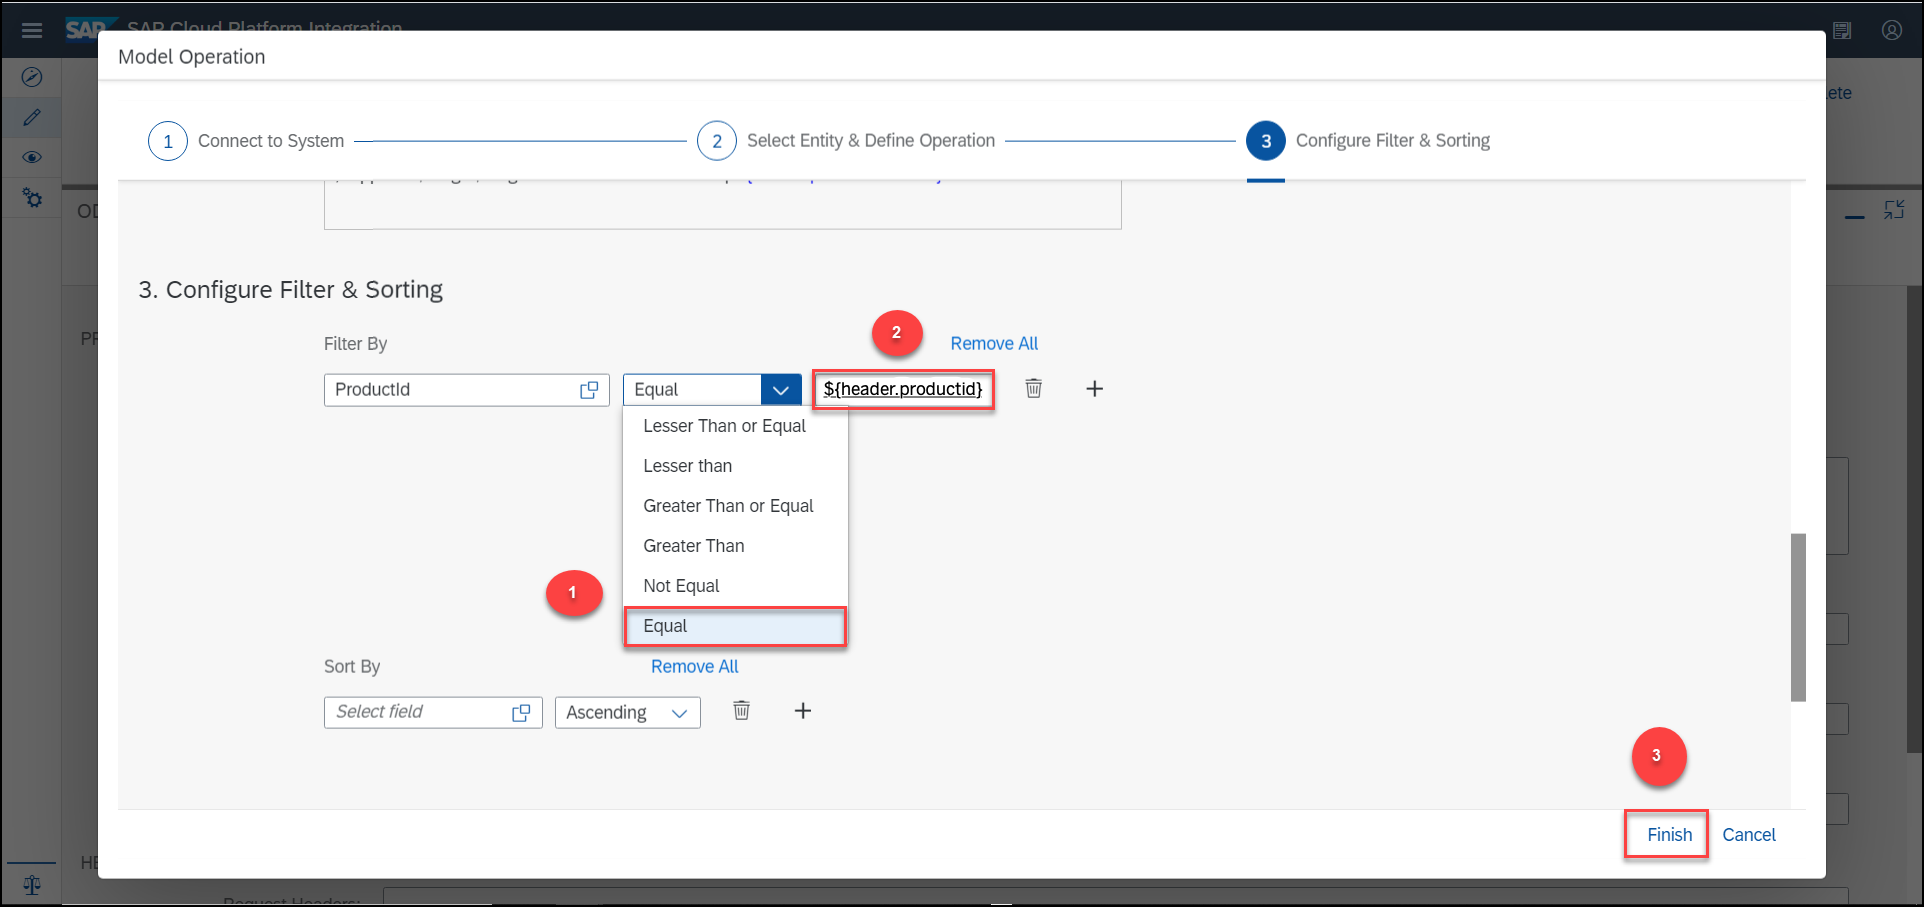 SAP SAP Cloud Platform Integration
Model Operation
1 Connect to System
2 Select Entity & Define Operation
3 Configure Filter & Sorting
3. Configure Filter & Sorting
Filter By
2
Remove All
ProductId
Equal
${header.productid}
Lesser Than or Equal
Lesser than
Greater Than or Equal
Greater Than
Not Equal
1
Equal
Sort By
Remove All
Select field
Ascending
3
Finish
Cancel
Request Headers: